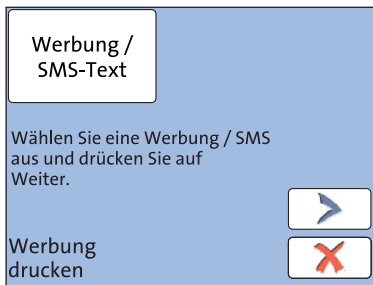 Werbung /
SMS-Text
Wählen Sie eine Werbung / SMS
aus und drücken Sie auf
Weiter.
Werbung
drucken